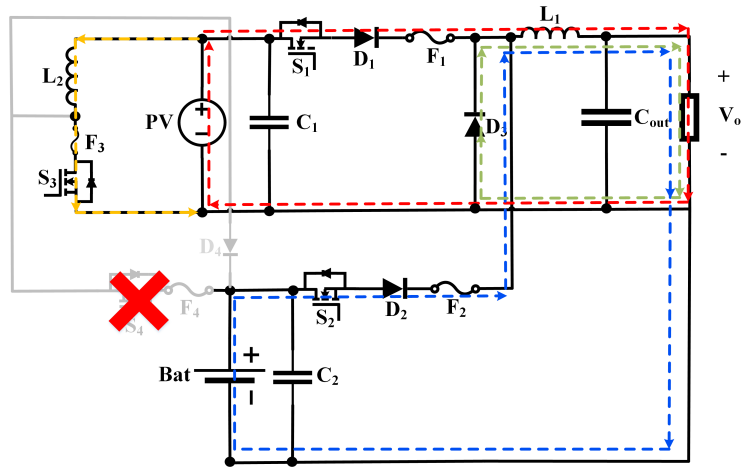 L₁
S₁
D₁
F₁
L₂
+
PV
C₁
D₃
Cout
Vo
F₃
-
S₃
D₄
S₄
F₄
S₂
D₂
F₂
+
Bat
C₂